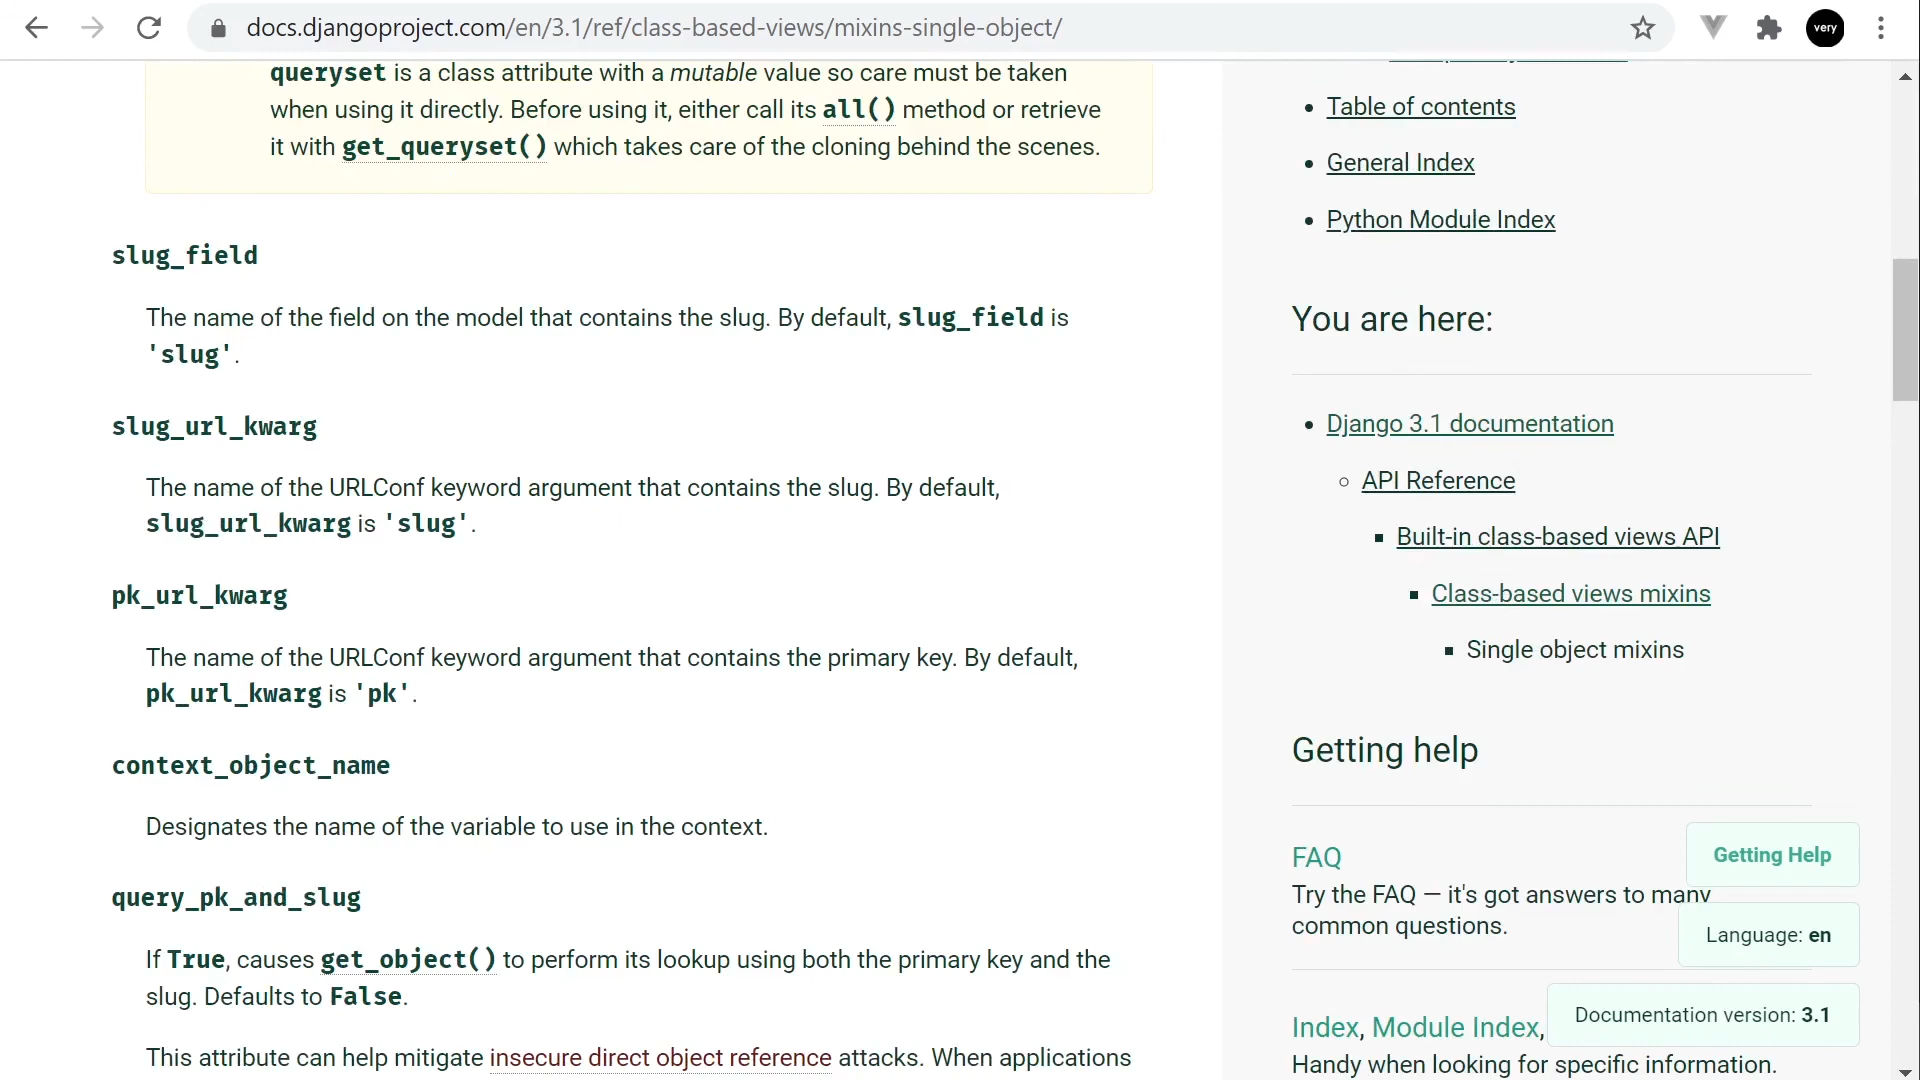 docs.djangoproject.com/en/3.1/ref/class-based-views/mixins-single-object/
very
queryset is a class attribute with a mutable value so care must be taken
when using it directly. Before using it, either call its all() method or retrieve
it with get_queryset() which takes care of the cloning behind the scenes.
slug_field
The name of the field on the model that contains the slug. By default, slug_field is
'slug'.
slug_url_kwarg
The name of the URLConf keyword argument that contains the slug. By default,
slug_url_kwarg is 'slug'.
pk_url_kwarg
The name of the URLConf keyword argument that contains the primary key. By default,
pk_url_kwarg is 'pk'.
context_object_name
Designates the name of the variable to use in the context.
query_pk_and_slug
If True, causes get_object() to perform its lookup using both the primary key and the
slug. Defaults to False.
This attribute can help mitigate insecure direct object reference attacks. When applications
Table of contents
General Index
Python Module Index
You are here:
Django 3.1 documentation
API Reference
Built-in class-based views API
Class-based views mixins
Single object mixins
Getting help
FAQ
Try the FAQ — it's got answers to many
common questions.
Index, Module Index,
Handy when looking for specific information.
Getting Help
Language: en
Documentation version: 3.1